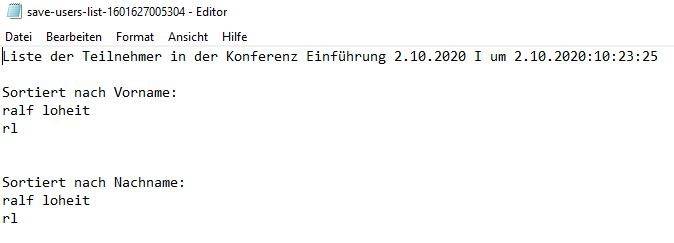 save-users-list-1601627005304 - Editor
Datei Bearbeiten Format Ansicht Hilfe
Liste der Teilnehmer in der Konferenz Einführung 2.10.2020 I um 2.10.2020:10:23:25
Sortiert nach Vorname:
ralf loheit
rl
Sortiert nach Nachname:
ralf loheit
rl